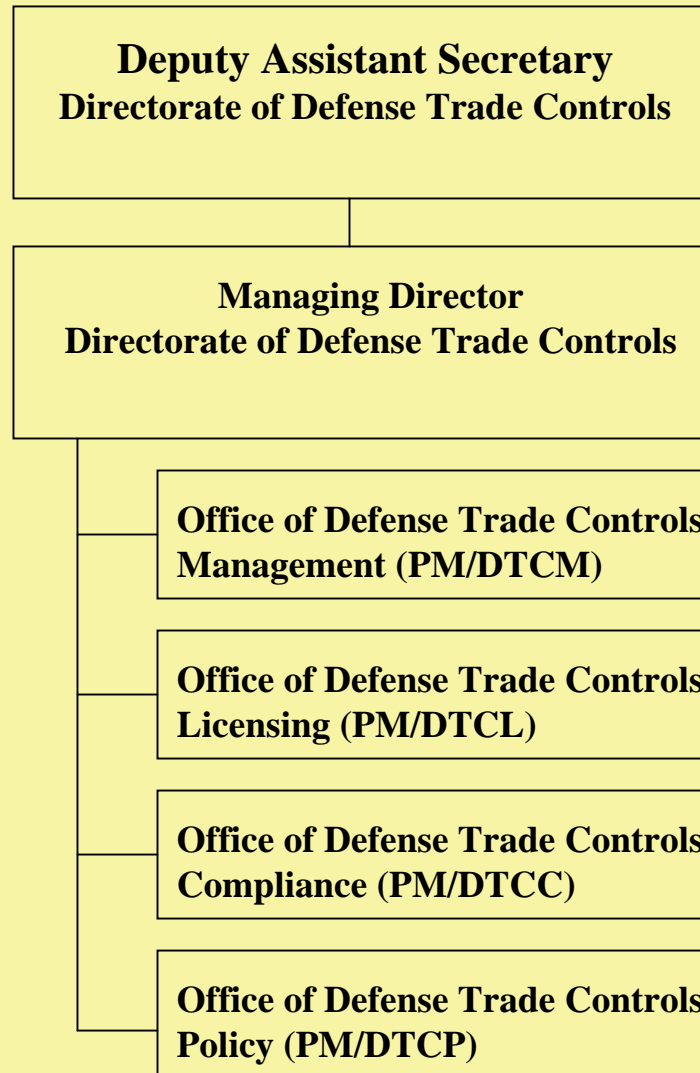 Deputy Assistant Secretary
Directorate of Defense Trade Controls
Managing Director
Directorate of Defense Trade Controls
Office of Defense Trade Controls
Management (PM/DTCM)
Office of Defense Trade Controls
Licensing (PM/DTCL)
Office of Defense Trade Controls
Compliance (PM/DTCC)
Office of Defense Trade Controls
Policy (PM/DTCP)